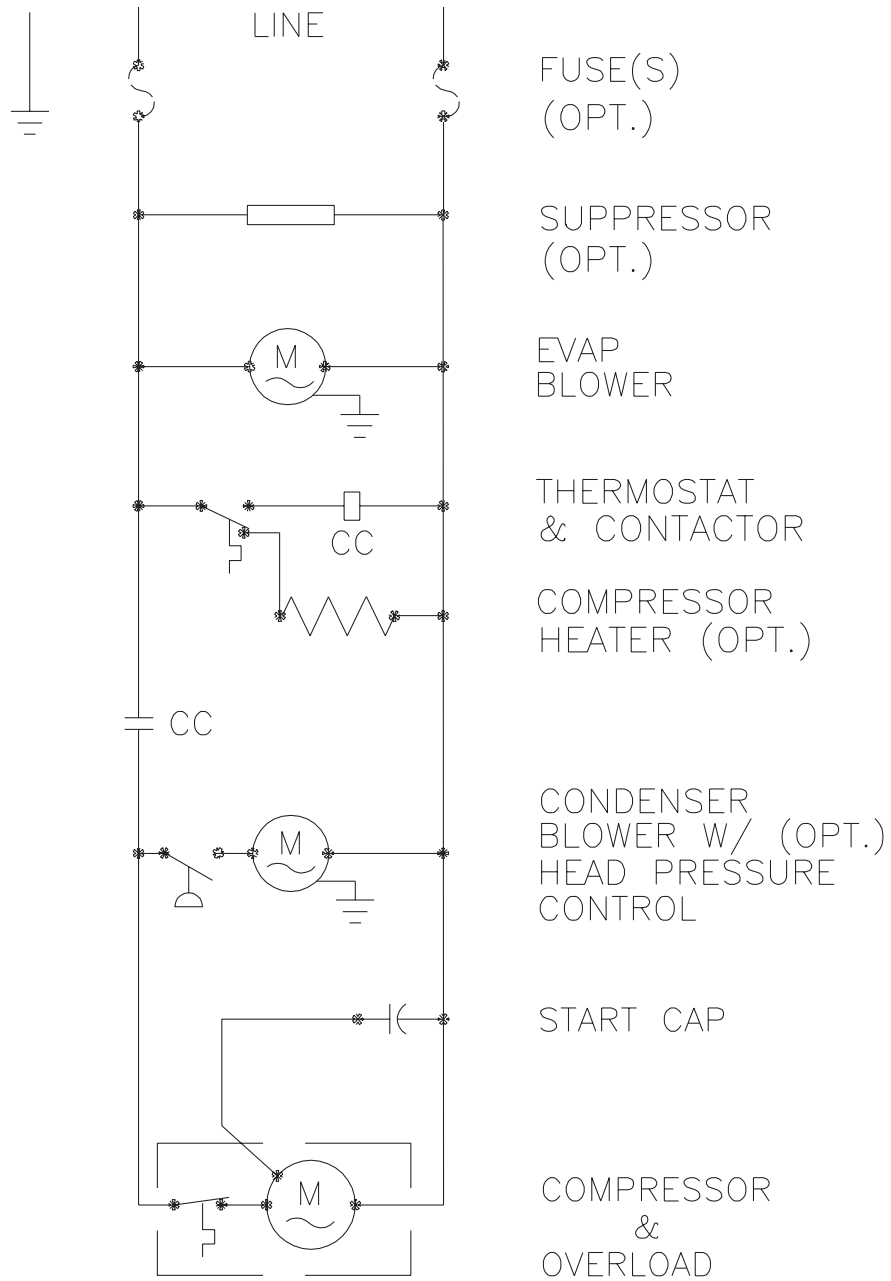 LINE
FUSE(S)
(OPT.)
SUPPRESSOR
(OPT.)
M
EVAP
BLOWER
THERMOSTAT
& CONTACTOR
CC
COMPRESSOR
HEATER (OPT.)
CC
M
CONDENSER
BLOWER W/ (OPT.)
HEAD PRESSURE
CONTROL
START CAP
M
COMPRESSOR
&
OVERLOAD